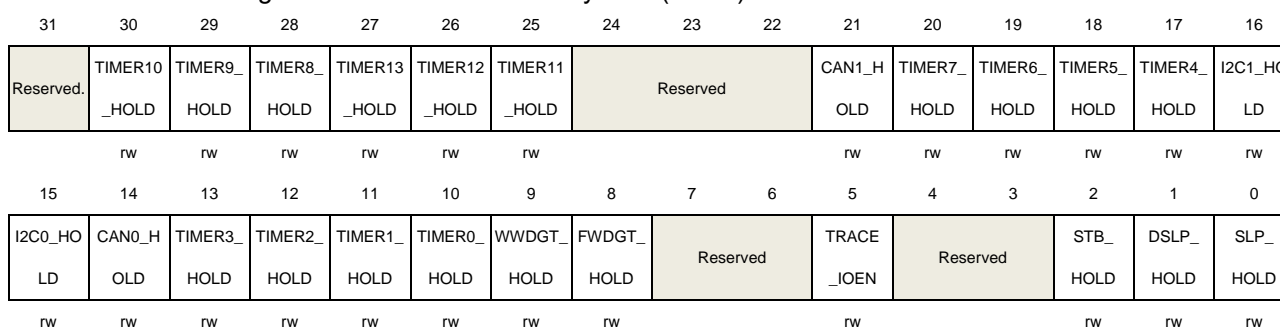 31 30 29 28 27 26 25 24 23 22 21 20 19 18 17 16
Reserved. TIMER10 TIMER9_ TIMER8_ TIMER13 TIMER12 TIMER11 Reserved CAN1_H TIMER7_ TIMER6_ TIMER5_ TIMER4_ I2C1_HO
_HOLD HOLD HOLD _HOLD _HOLD _HOLD OLD HOLD HOLD HOLD HOLD LD
rw rw rw rw rw rw rw rw rw rw rw rw
15 14 13 12 11 10 9 8 7 6 5 4 3 2 1 0
I2C0_HO CAN0_H TIMER3_ TIMER2_ TIMER1_ TIMER0_ WWDGT_ FWDGT_ Reserved TRACE Reserved STB_ DSLP_ SLP_
LD OLD HOLD HOLD HOLD HOLD HOLD HOLD _IOEN HOLD HOLD HOLD
rw rw rw rw rw rw rw rw rw rw rw rw